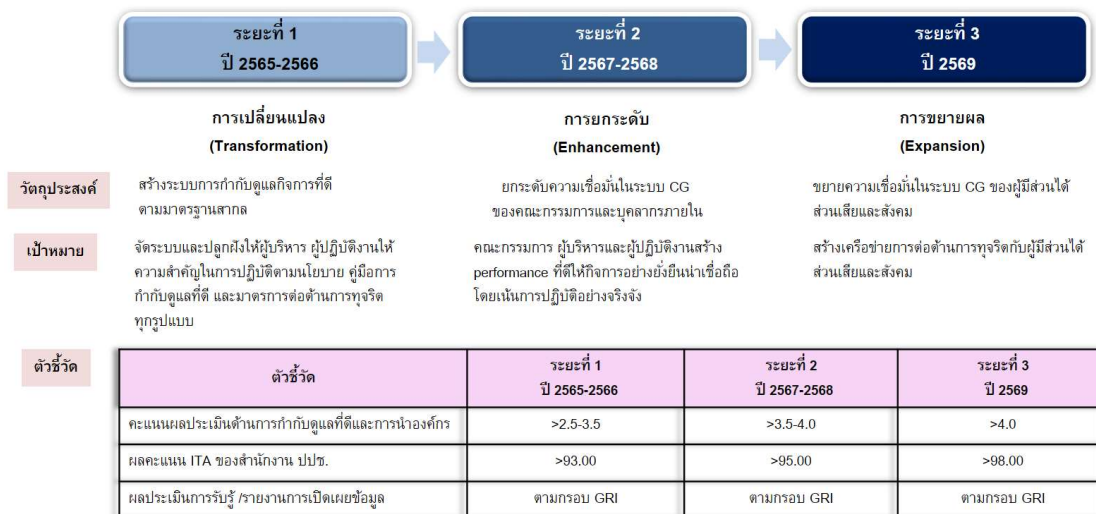 ระยะที่ 1
ปี 2565-2566
ระยะที่ 2
ปี 2567-2568
ระยะที่ 3
ปี 2569
การเปลี่ยนแปลง
(Transformation)
การยกระดับ
(Enhancement)
การขยายผล
(Expansion)
วัตถุประสงค์
สร้างระบบการกำกับดูแลกิจการที่ดี
ตามมาตรฐานสากล
ยกระดับความเชื่อมั่นในระบบ CG
ของคณะกรรมการและบุคลากรภายใน
ขยายความเชื่อมั่นในระบบ CG ของผู้มีส่วนได้
ส่วนเสียและสังคม
เป้าหมาย
จัดระบบและปลูกฝังให้ผู้บริหาร ผู้ปฏิบัติงานให้
ความสำคัญในการปฏิบัติตามนโยบาย คู่มือการ
กำกับดูแลที่ดี และมาตรการต่อต้านการทุจริต
ทุกรูปแบบ
คณะกรรมการ ผู้บริหารและผู้ปฏิบัติงานสร้าง
performance ที่ดีให้กิจการอย่างยั่งยืนน่าเชื่อถือ
โดยเน้นการปฏิบัติอย่างจริงจัง
สร้างเครือข่ายการต่อต้านการทุจริตกับผู้มีส่วนได้
ส่วนเสียและสังคม
ตัวชี้วัด
ตัวชี้วัด
ระยะที่ 1
ปี 2565-2566
ระยะที่ 2
ปี 2567-2568
ระยะที่ 3
ปี 2569
คะแนนผลประเมินด้านการกำกับดูแลที่ดีและการนำองค์กร
>2.5-3.5
>3.5-4.0
>4.0
ผลคะแนน ITA ของสำนักงาน ปปช.
>93.00
>95.00
>98.00
ผลประเมินการรับรู้ /รายงานการเปิดเผยข้อมูล
ตามกรอบ GRI
ตามกรอบ GRI
ตามกรอบ GRI